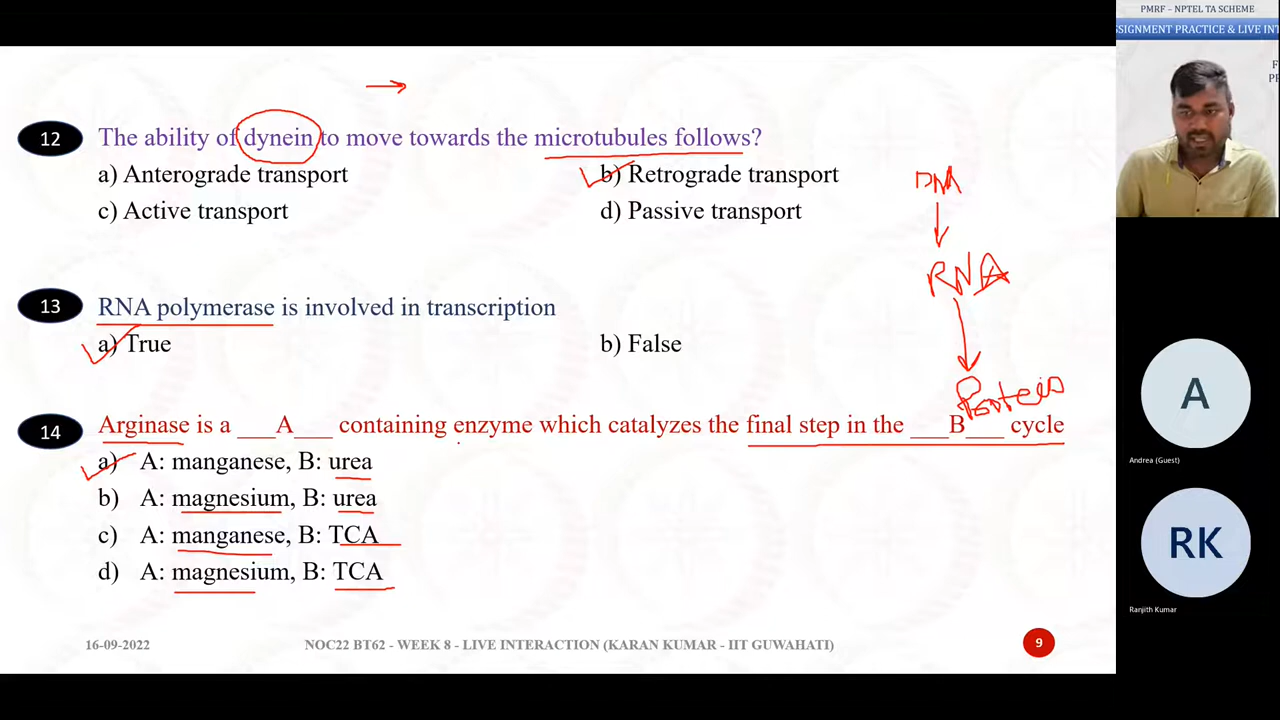 PMRF – NPTEL TA SCHEME
SSIGNMENT PRACTICE & LIVE INT
F
PR
12 The ability of dynein to move towards the microtubules follows?
a) Anterograde transport b) Retrograde transport
c) Active transport d) Passive transport
DNA
RNA
13 RNA polymerase is involved in transcription
a) True b) False
Protein
14 Arginase is a ___A___ containing enzyme which catalyzes the final step in the ___B___ cycle
a) A: manganese, B: urea
b) A: magnesium, B: urea
c) A: manganese, B: TCA
d) A: magnesium, B: TCA
16-09-2022 NOC22 BT62 - WEEK 8 - LIVE INTERACTION (KARAN KUMAR - IIT GUWAHATI) 9
A
Andrea (Guest)
RK
Ranjith Kumar